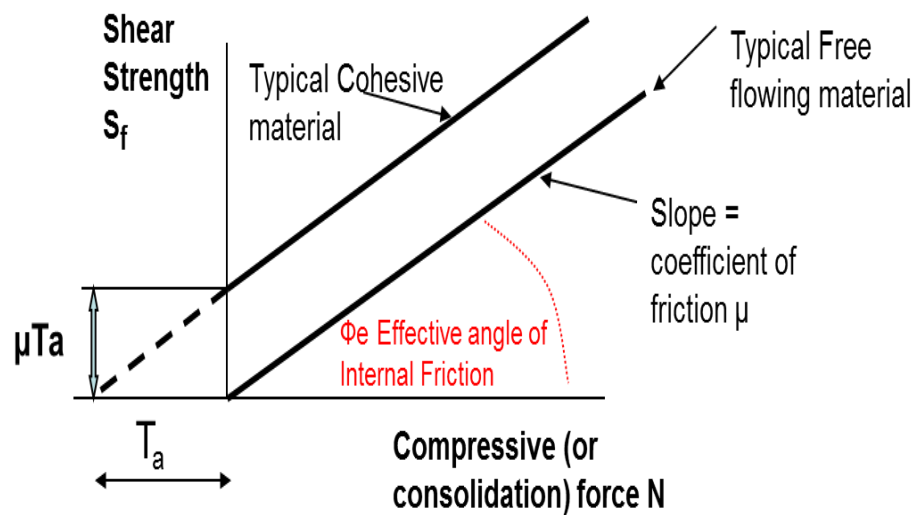 Shear
Strength
Sf
Typical Cohesive
material
Typical Free
flowing material
Slope =
coefficient of
friction μ
μTa
Φe Effective angle of
Internal Friction
Ta
Compressive (or
consolidation) force N